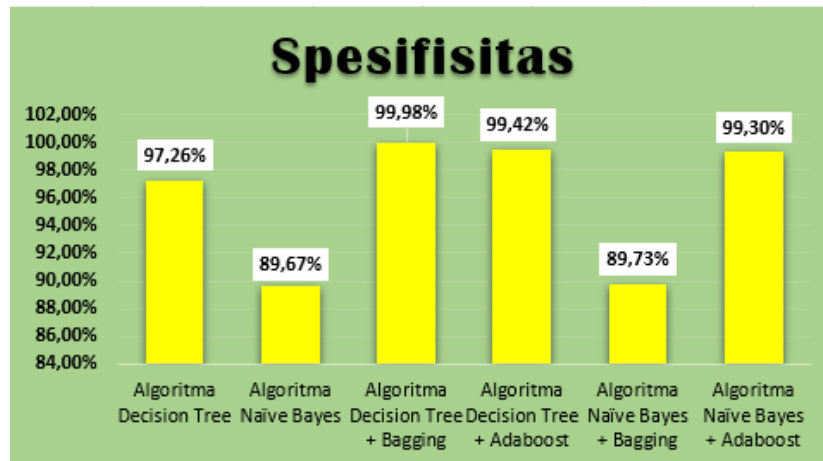 Spesifisitas
102,00%
100,00%
98,00%
96,00%
94,00%
92,00%
90,00%
88,00%
86,00%
84,00%
97,26%
89,67%
99,98%
99,42%
89,73%
99,30%
Algoritma
Decision Tree
Algoritma
Naïve Bayes
Algoritma
Decision Tree
+ Bagging
Algoritma
Decision Tree
+ Adaboost
Algoritma
Naïve Bayes
+ Bagging
Algoritma
Naïve Bayes
+ Adaboost